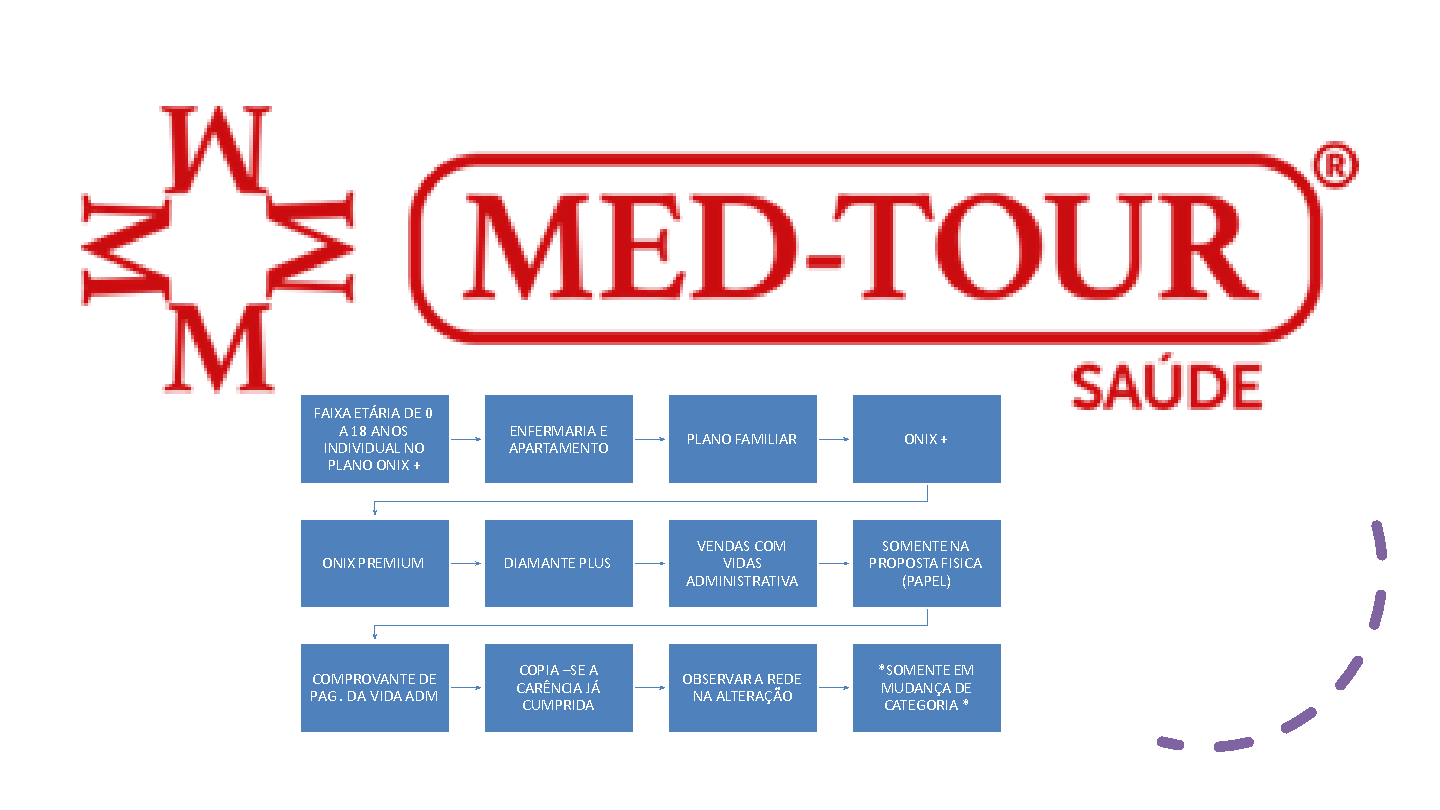 M
M
M
M
MED-TOUR®
SAÚDE
FAIXA ETÁRIA DE 0
A 18 ANOS
INDIVIDUAL NO
PLANO ONIX +
ENFERMARIA E
APARTAMENTO
PLANO FAMILIAR
ONIX +
ONIX PREMIUM
DIAMANTE PLUS
VENDAS COM
VIDAS
ADMINISTRATIVA
SOMENTE NA
PROPOSTA FISICA
(PAPEL)
COMPROVANTE DE
PAG. DA VIDA ADM
COPIA –SE A
CARÊNCIA JÁ
CUMPRIDA
OBSERVAR A REDE
NA ALTERAÇÃO
*SOMENTE EM
MUDANÇA DE
CATEGORIA *